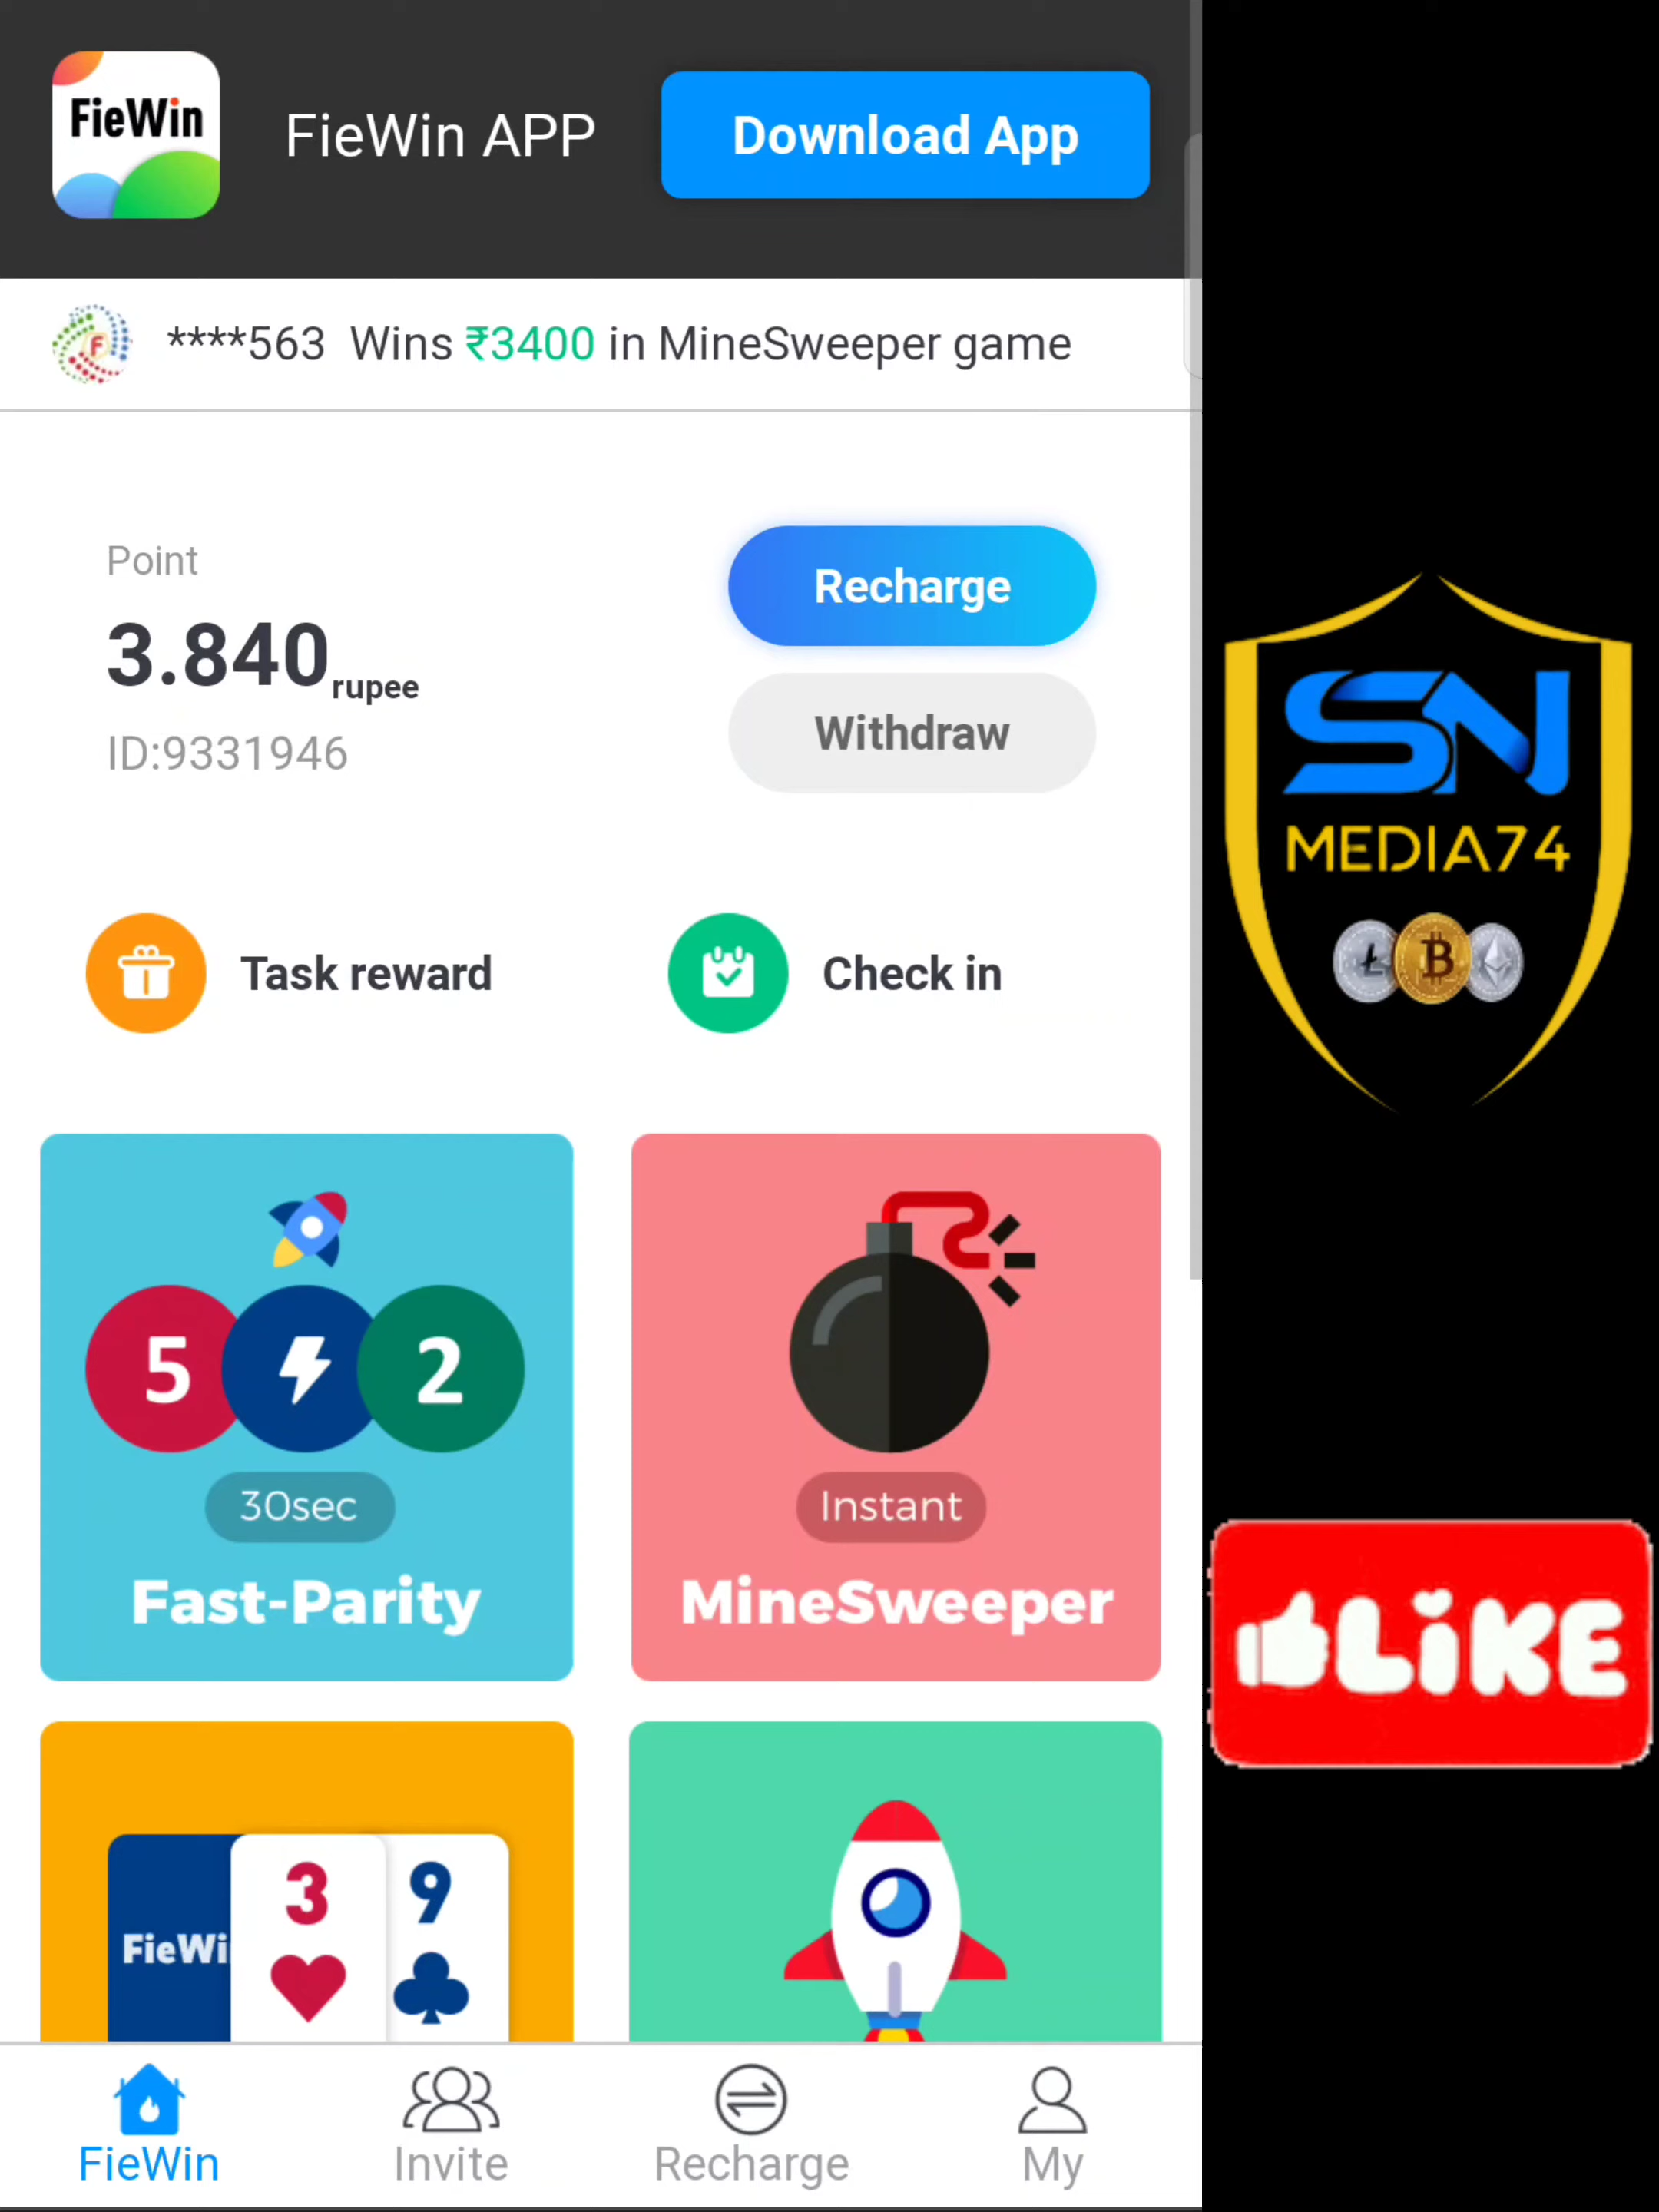 FieWin
FieWin APP
Download App
****563 Wins ₹3400 in MineSweeper game
Point
Recharge
3.840 rupee
Withdraw
ID:9331946
SN
MEDIA74
Task reward
Check in
5
2
30sec
Instant
Fast-Parity
MineSweeper
LiKE
3
9
FieWi
FieWin
Invite
Recharge
My